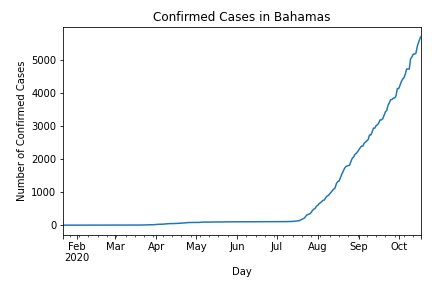 Confirmed Cases in Bahamas
Number of Confirmed Cases
5000
4000
3000
2000
1000
0
Feb Mar Apr May Jun Jul Aug Sep Oct
2020
Day